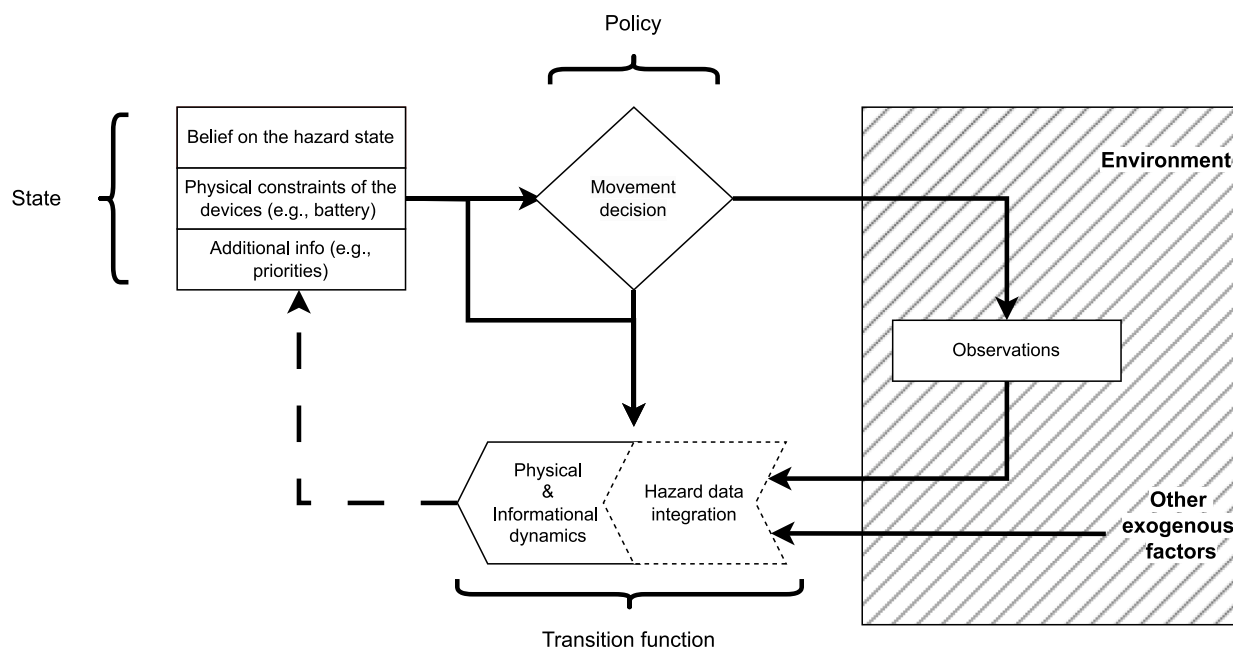 Policy
State
Belief on the hazard state
Physical constraints of the
devices (e.g., battery)
Additional info (e.g.,
priorities)
Movement
decision
Environment
Observations
Physical
&
Informational
dynamics
Hazard data
integration
Other
exogenous
factors
Transition function